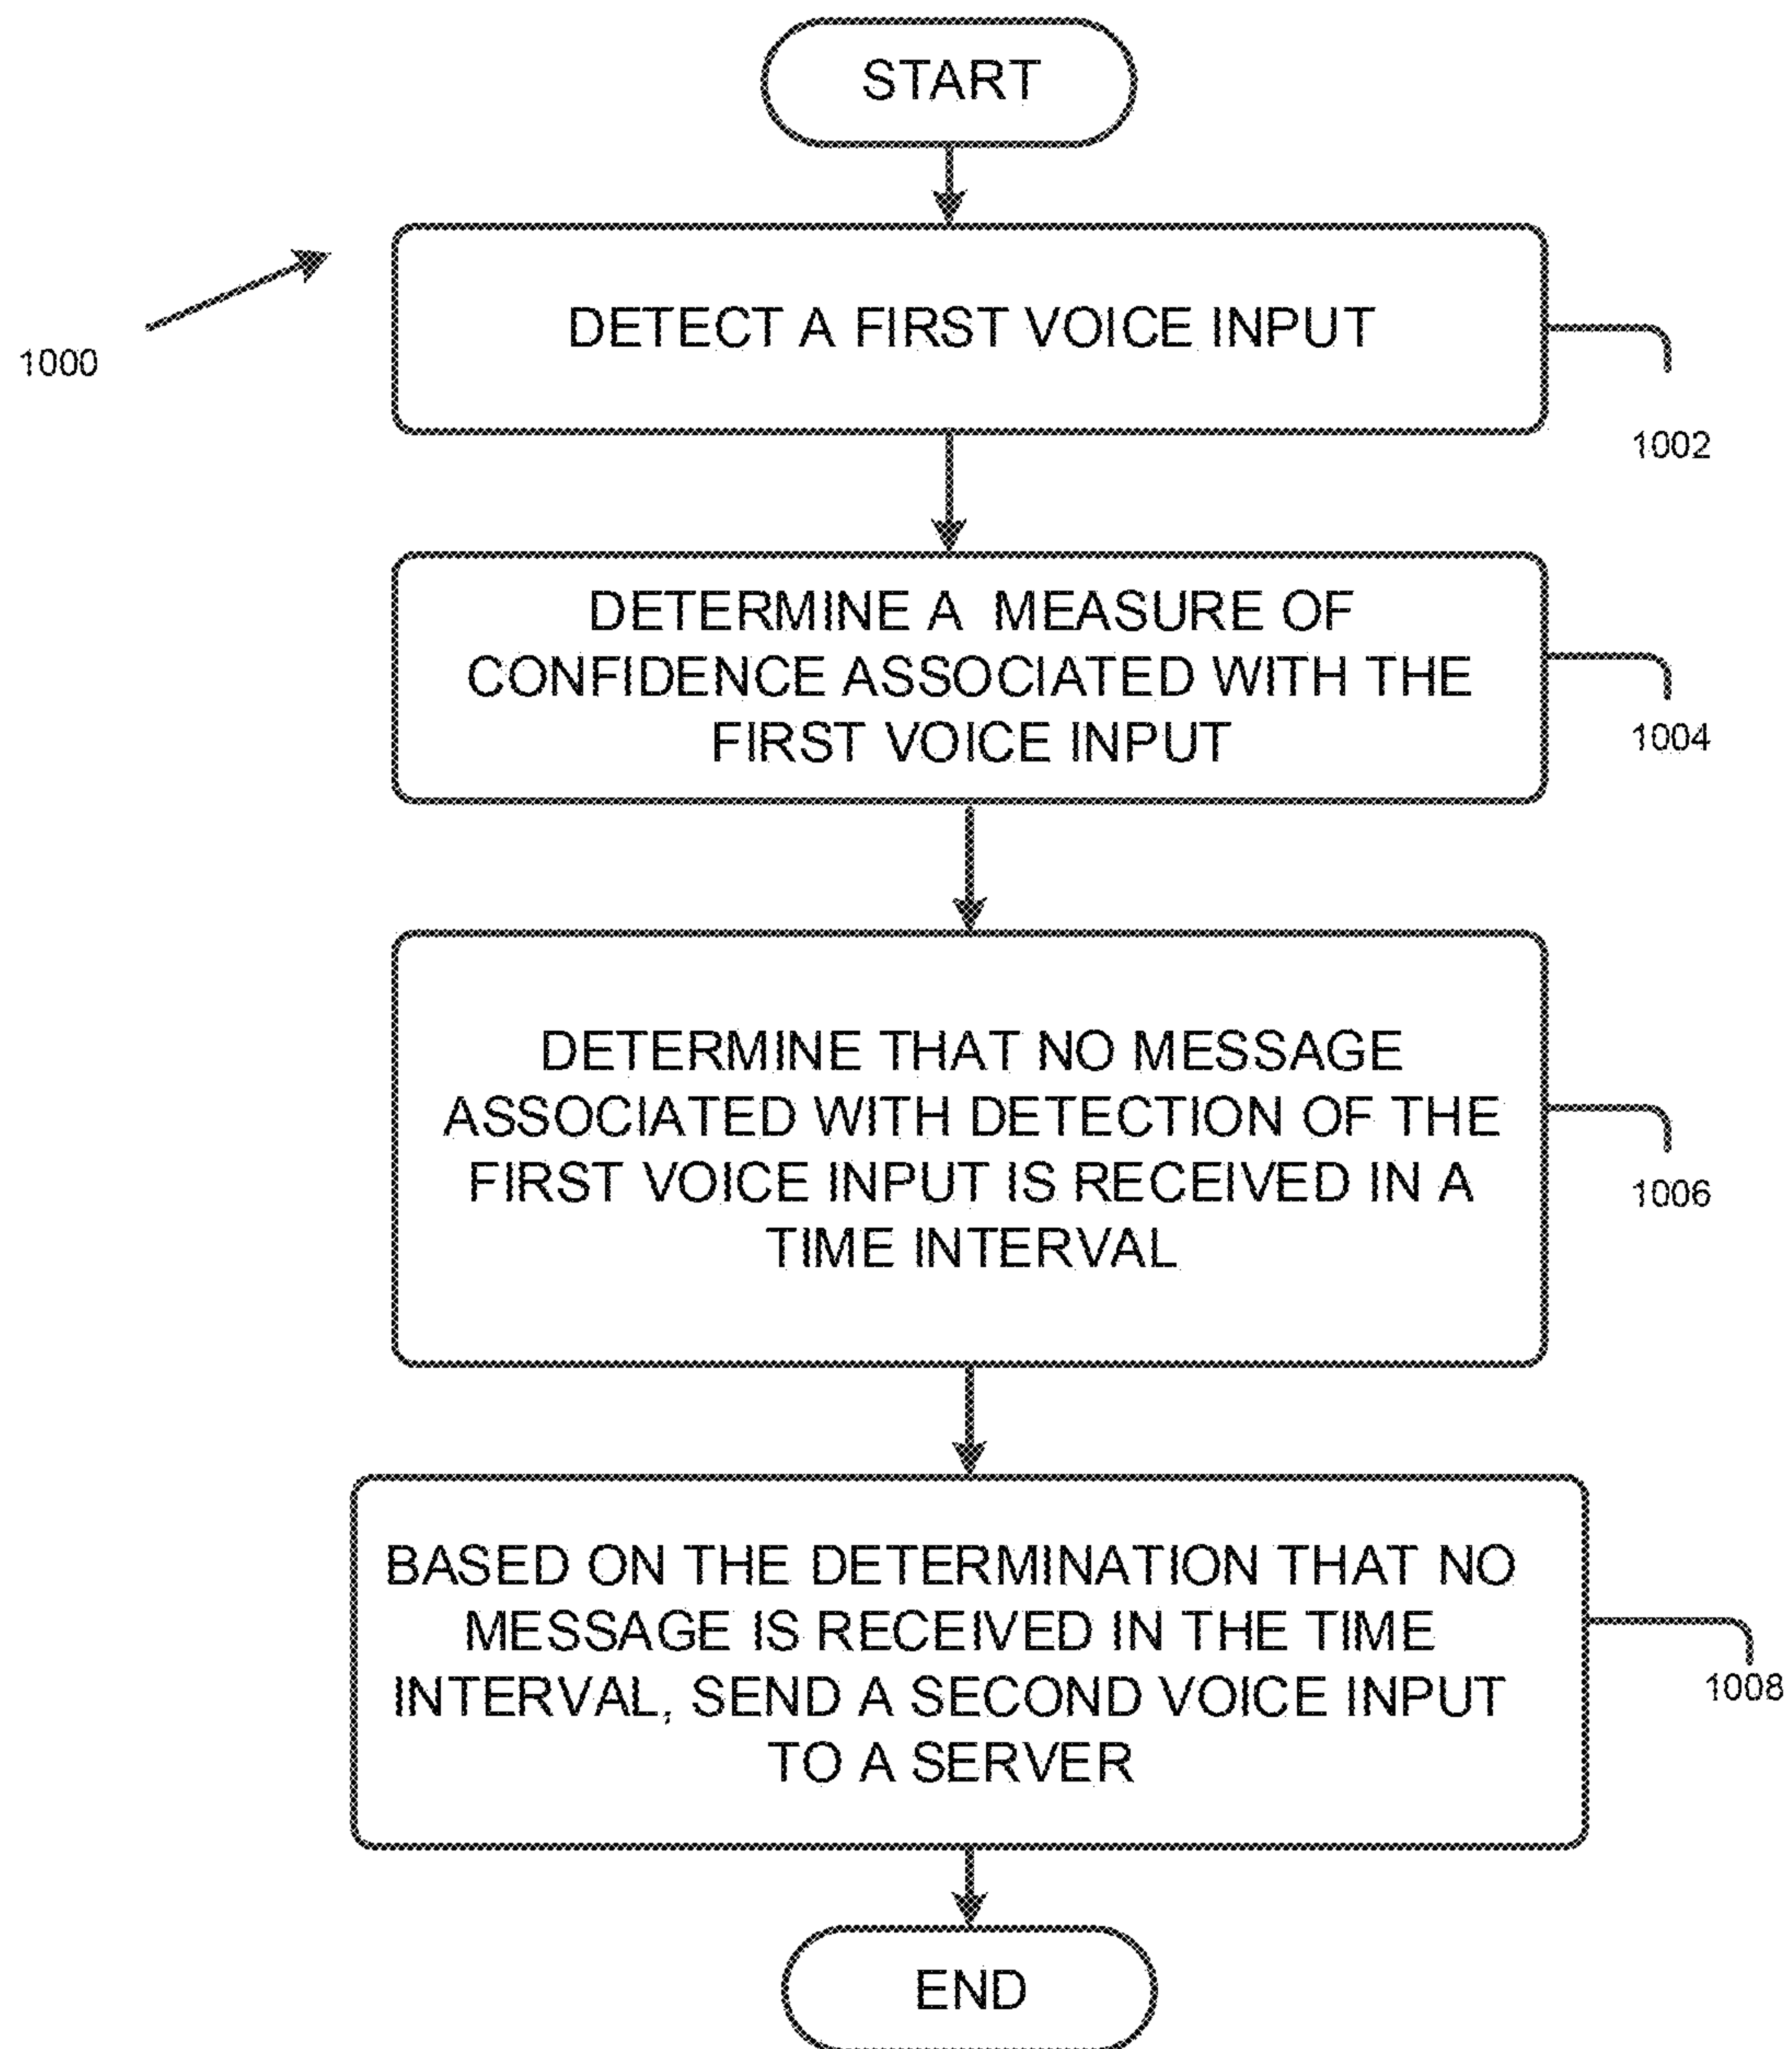 START
1000
DETECT A FIRST VOICE INPUT
1002
DETERMINE A MEASURE OF
CONFIDENCE ASSOCIATED WITH THE
FIRST VOICE INPUT
1004
DETERMINE THAT NO MESSAGE
ASSOCIATED WITH DETECTION OF THE
FIRST VOICE INPUT IS RECEIVED IN A
TIME INTERVAL
1006
BASED ON THE DETERMINATION THAT NO
MESSAGE IS RECEIVED IN THE TIME
INTERVAL, SEND A SECOND VOICE INPUT
TO A SERVER
1008
END